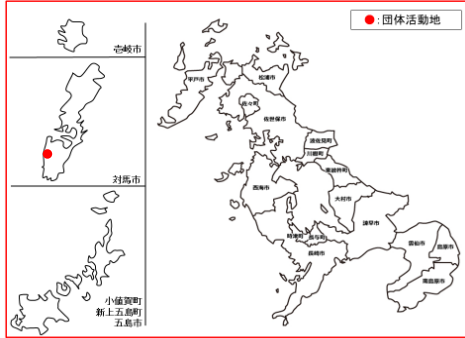 ●:団体活動地
壱岐市
対馬市
小値賀町
新上五島町
五島市
平戸市
松浦市
佐々町
佐世保市
波佐見町
川棚町
東彼杵町
西海市
大村市
諫早市
時津町
長与町
長崎市
雲仙市
島原市
南島原市